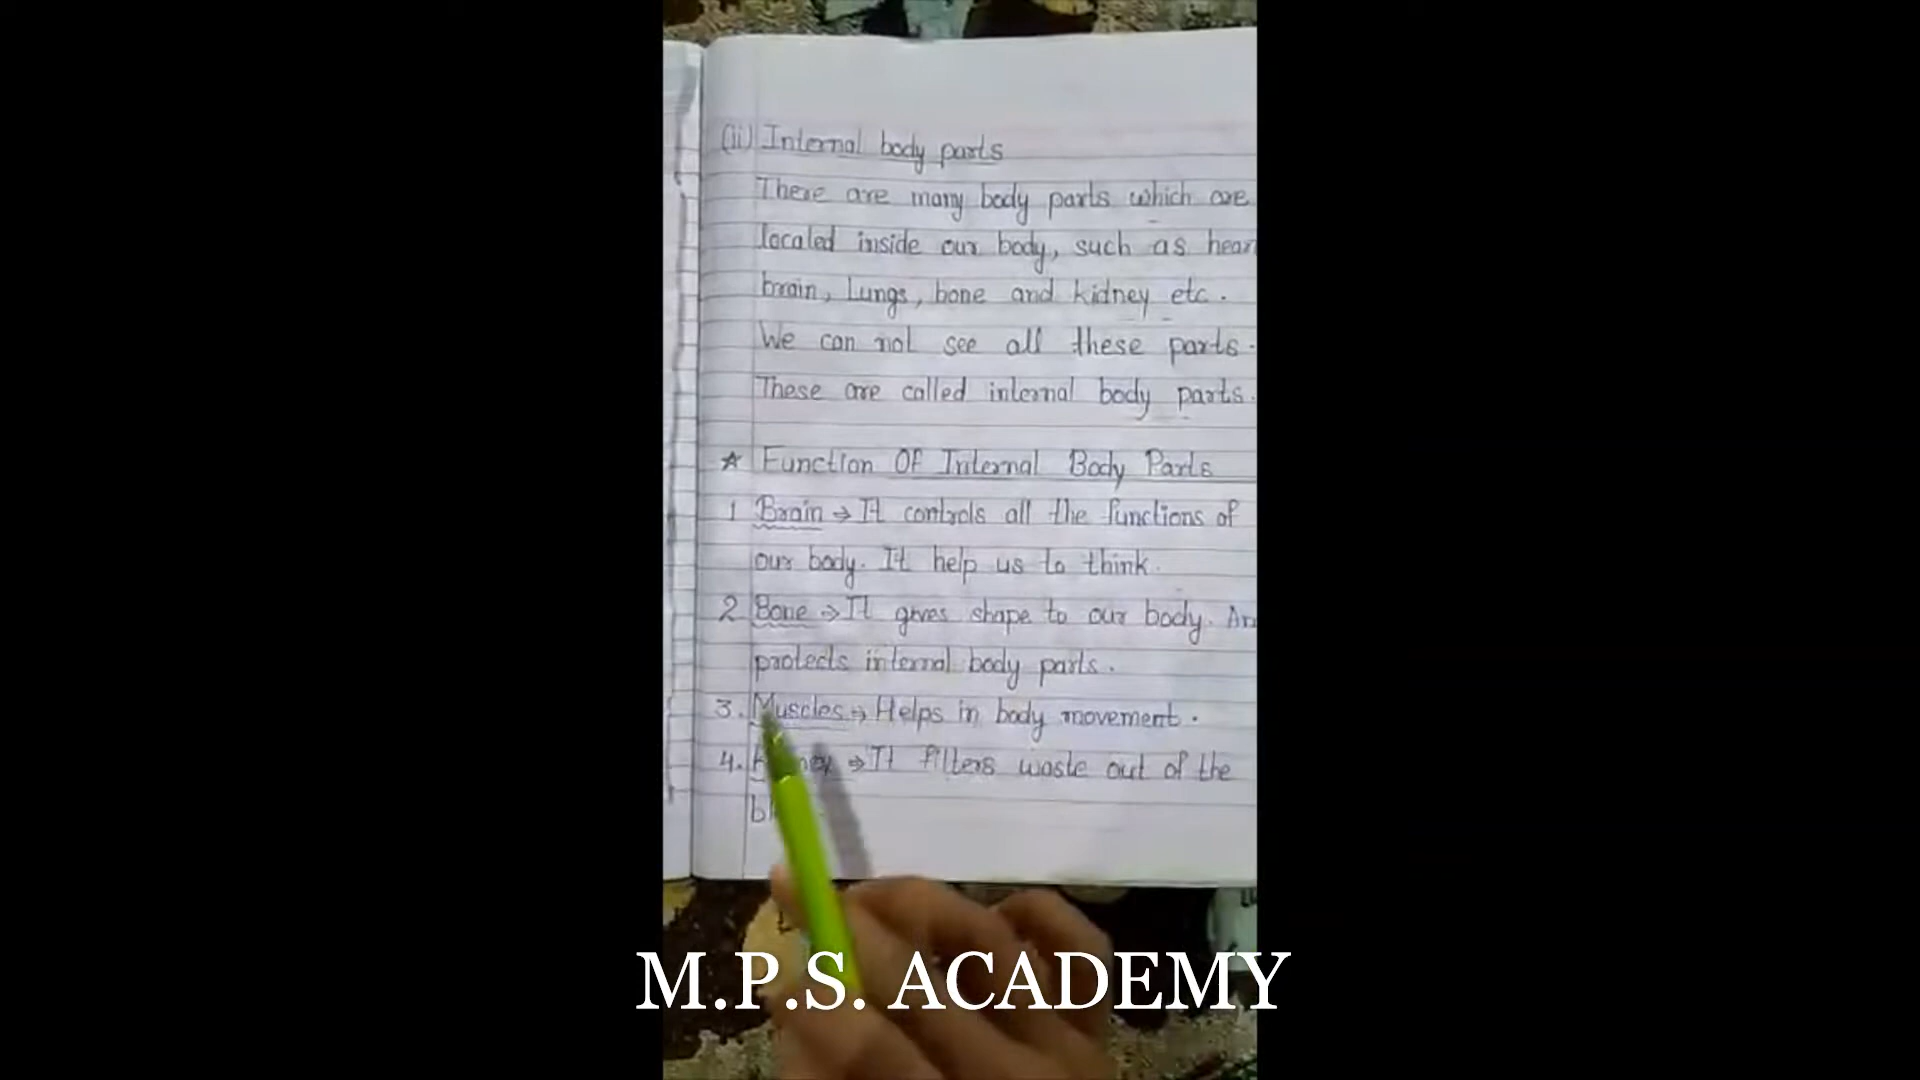 (ii) Internal body parts
There are many body parts which are
located inside our body, such as hear
brain, Lungs, bone and kidney etc.
We can not see all these parts.
These are called internal body parts.
☆ Function Of Internal Body Parts
1 Brain → It controls all the functions of
our body. It help us to think.
2 Bone → It gives shape to our body. An
protects internal body parts.
3. Muscles → Helps in body movement.
4. → It filters waste out of the
M.P.S. ACADEMY